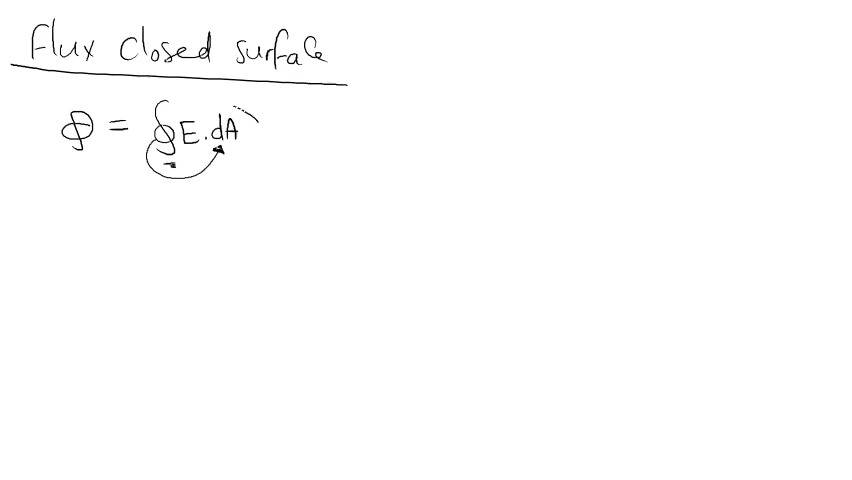 flux closed surface
Φ = ∮E.dA